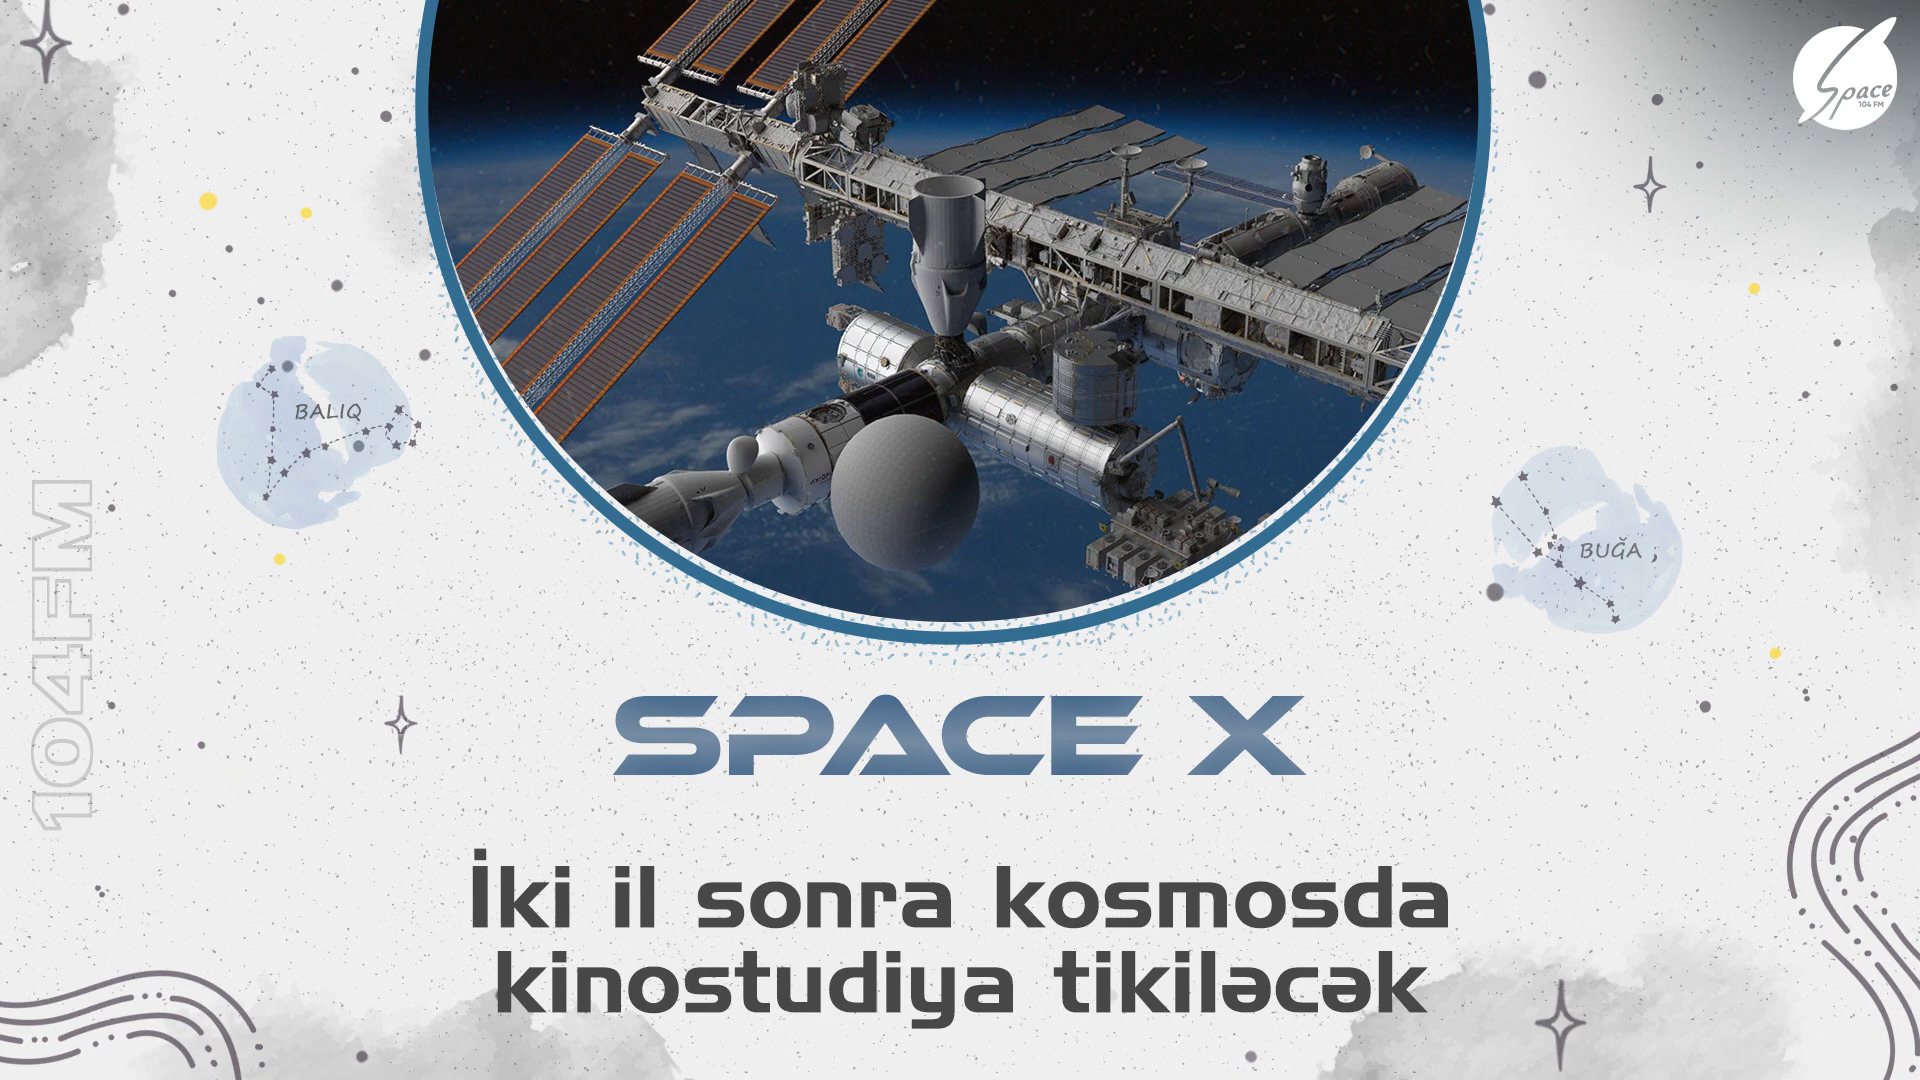 Space
104 FM
BALIQ
BUĞA
104FM
SPACE X
İki il sonra kosmosda
kinostudiya tikiləcək